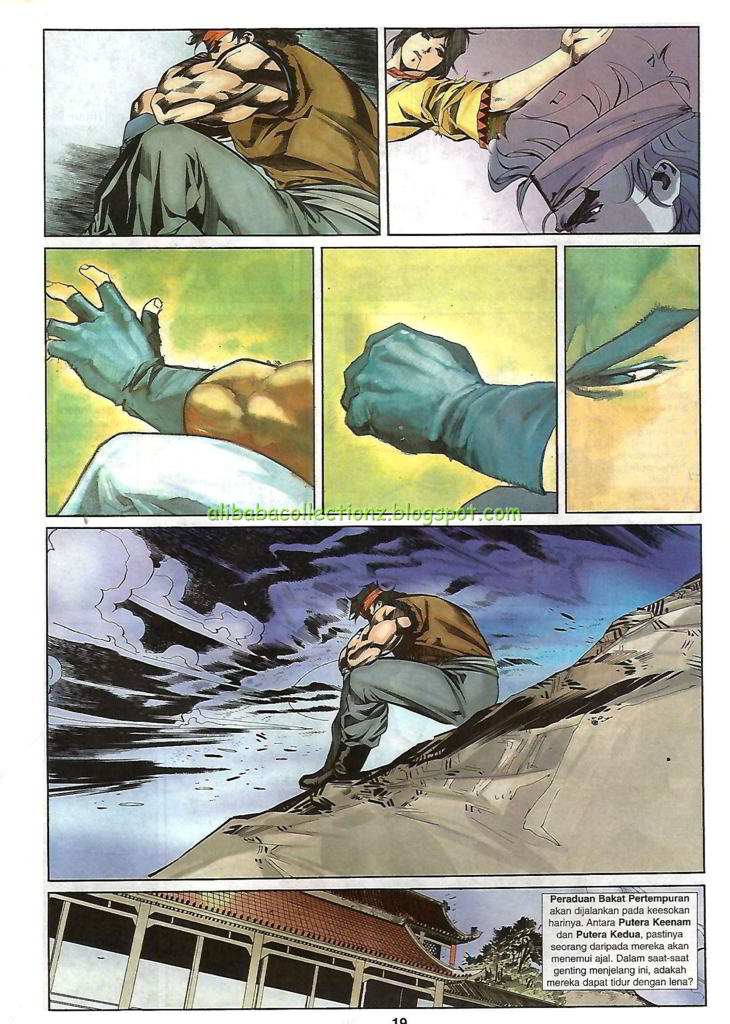 alibabacollectionz.blogspot.com
Peraduan Bakat Pertempuran
akan dijalankan pada keesokan
harinya. Antara Putera Keenam
dan Putera Kedua, pastinya
seorang daripada mereka akan
menemui ajal. Dalam saat-saat
genting menjelang ini, adakah
mereka dapat tidur dengan lena?
19